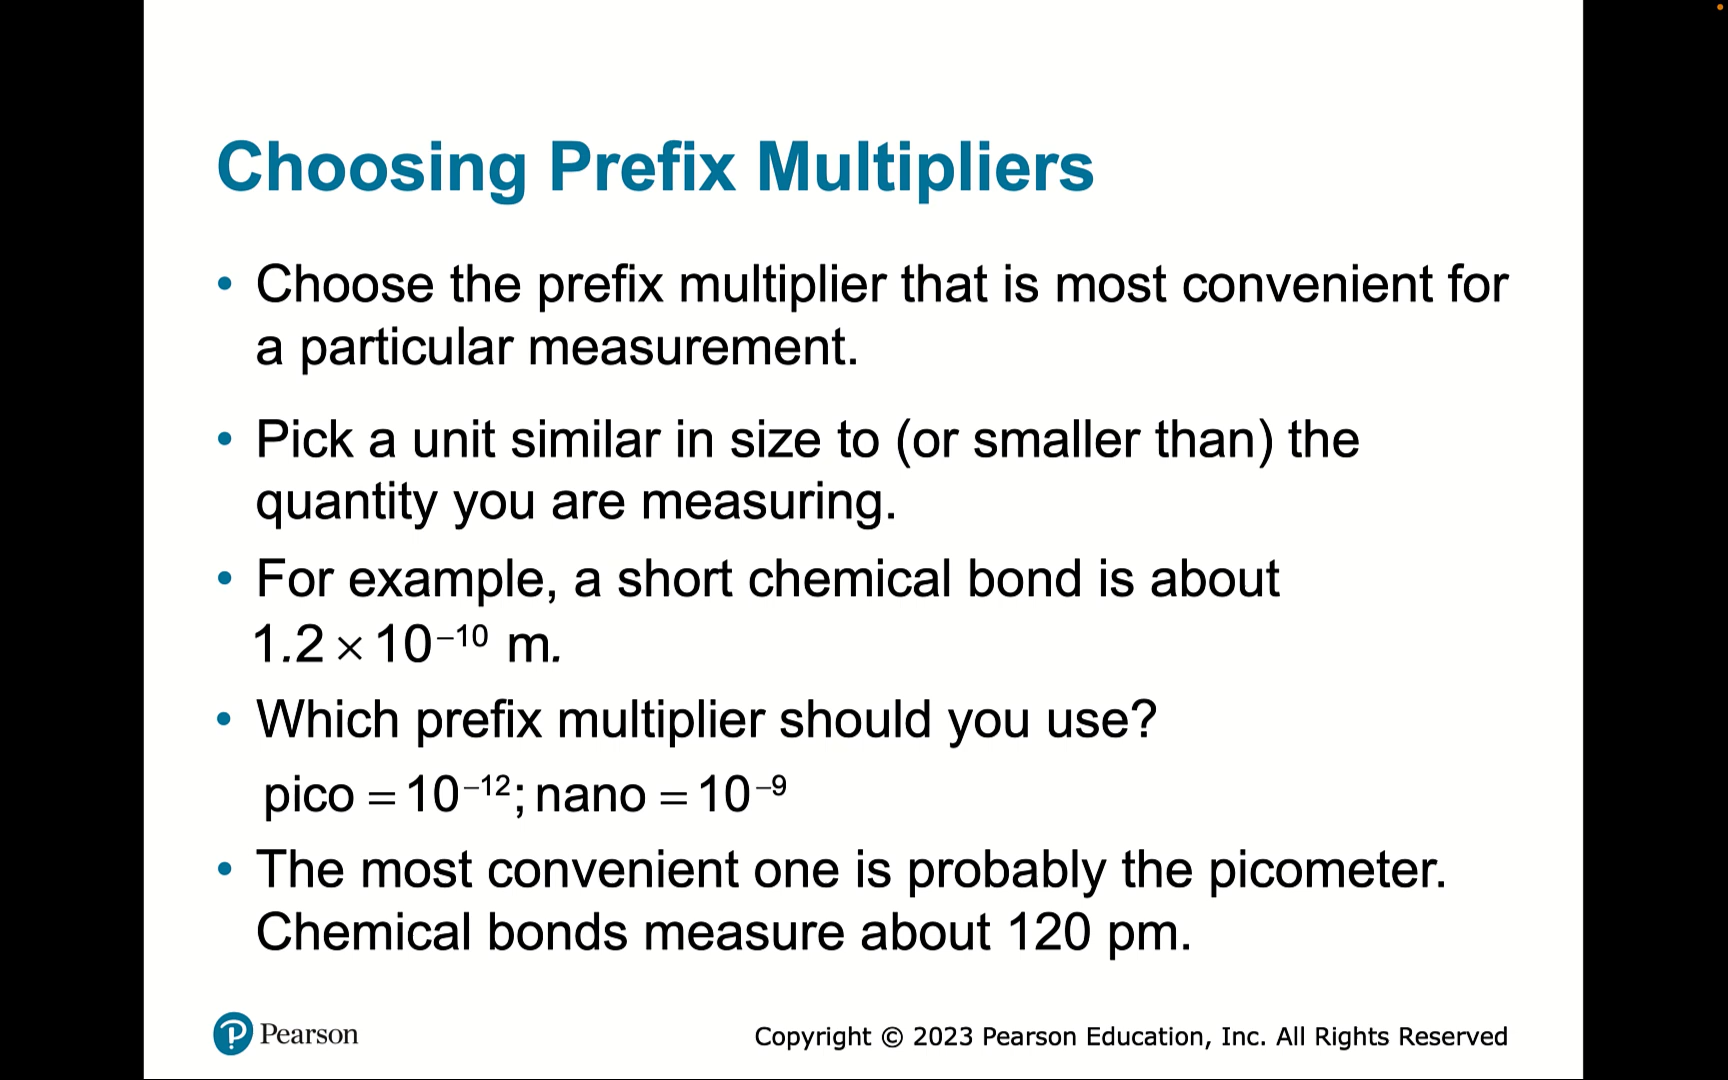 Choosing Prefix Multipliers
• Choose the prefix multiplier that is most convenient for
a particular measurement.
• Pick a unit similar in size to (or smaller than) the
quantity you are measuring.
• For example, a short chemical bond is about
1.2 × 10⁻¹⁰ m.
• Which prefix multiplier should you use?
pico = 10⁻¹²; nano = 10⁻⁹
• The most convenient one is probably the picometer.
Chemical bonds measure about 120 pm.
P Pearson
Copyright © 2023 Pearson Education, Inc. All Rights Reserved